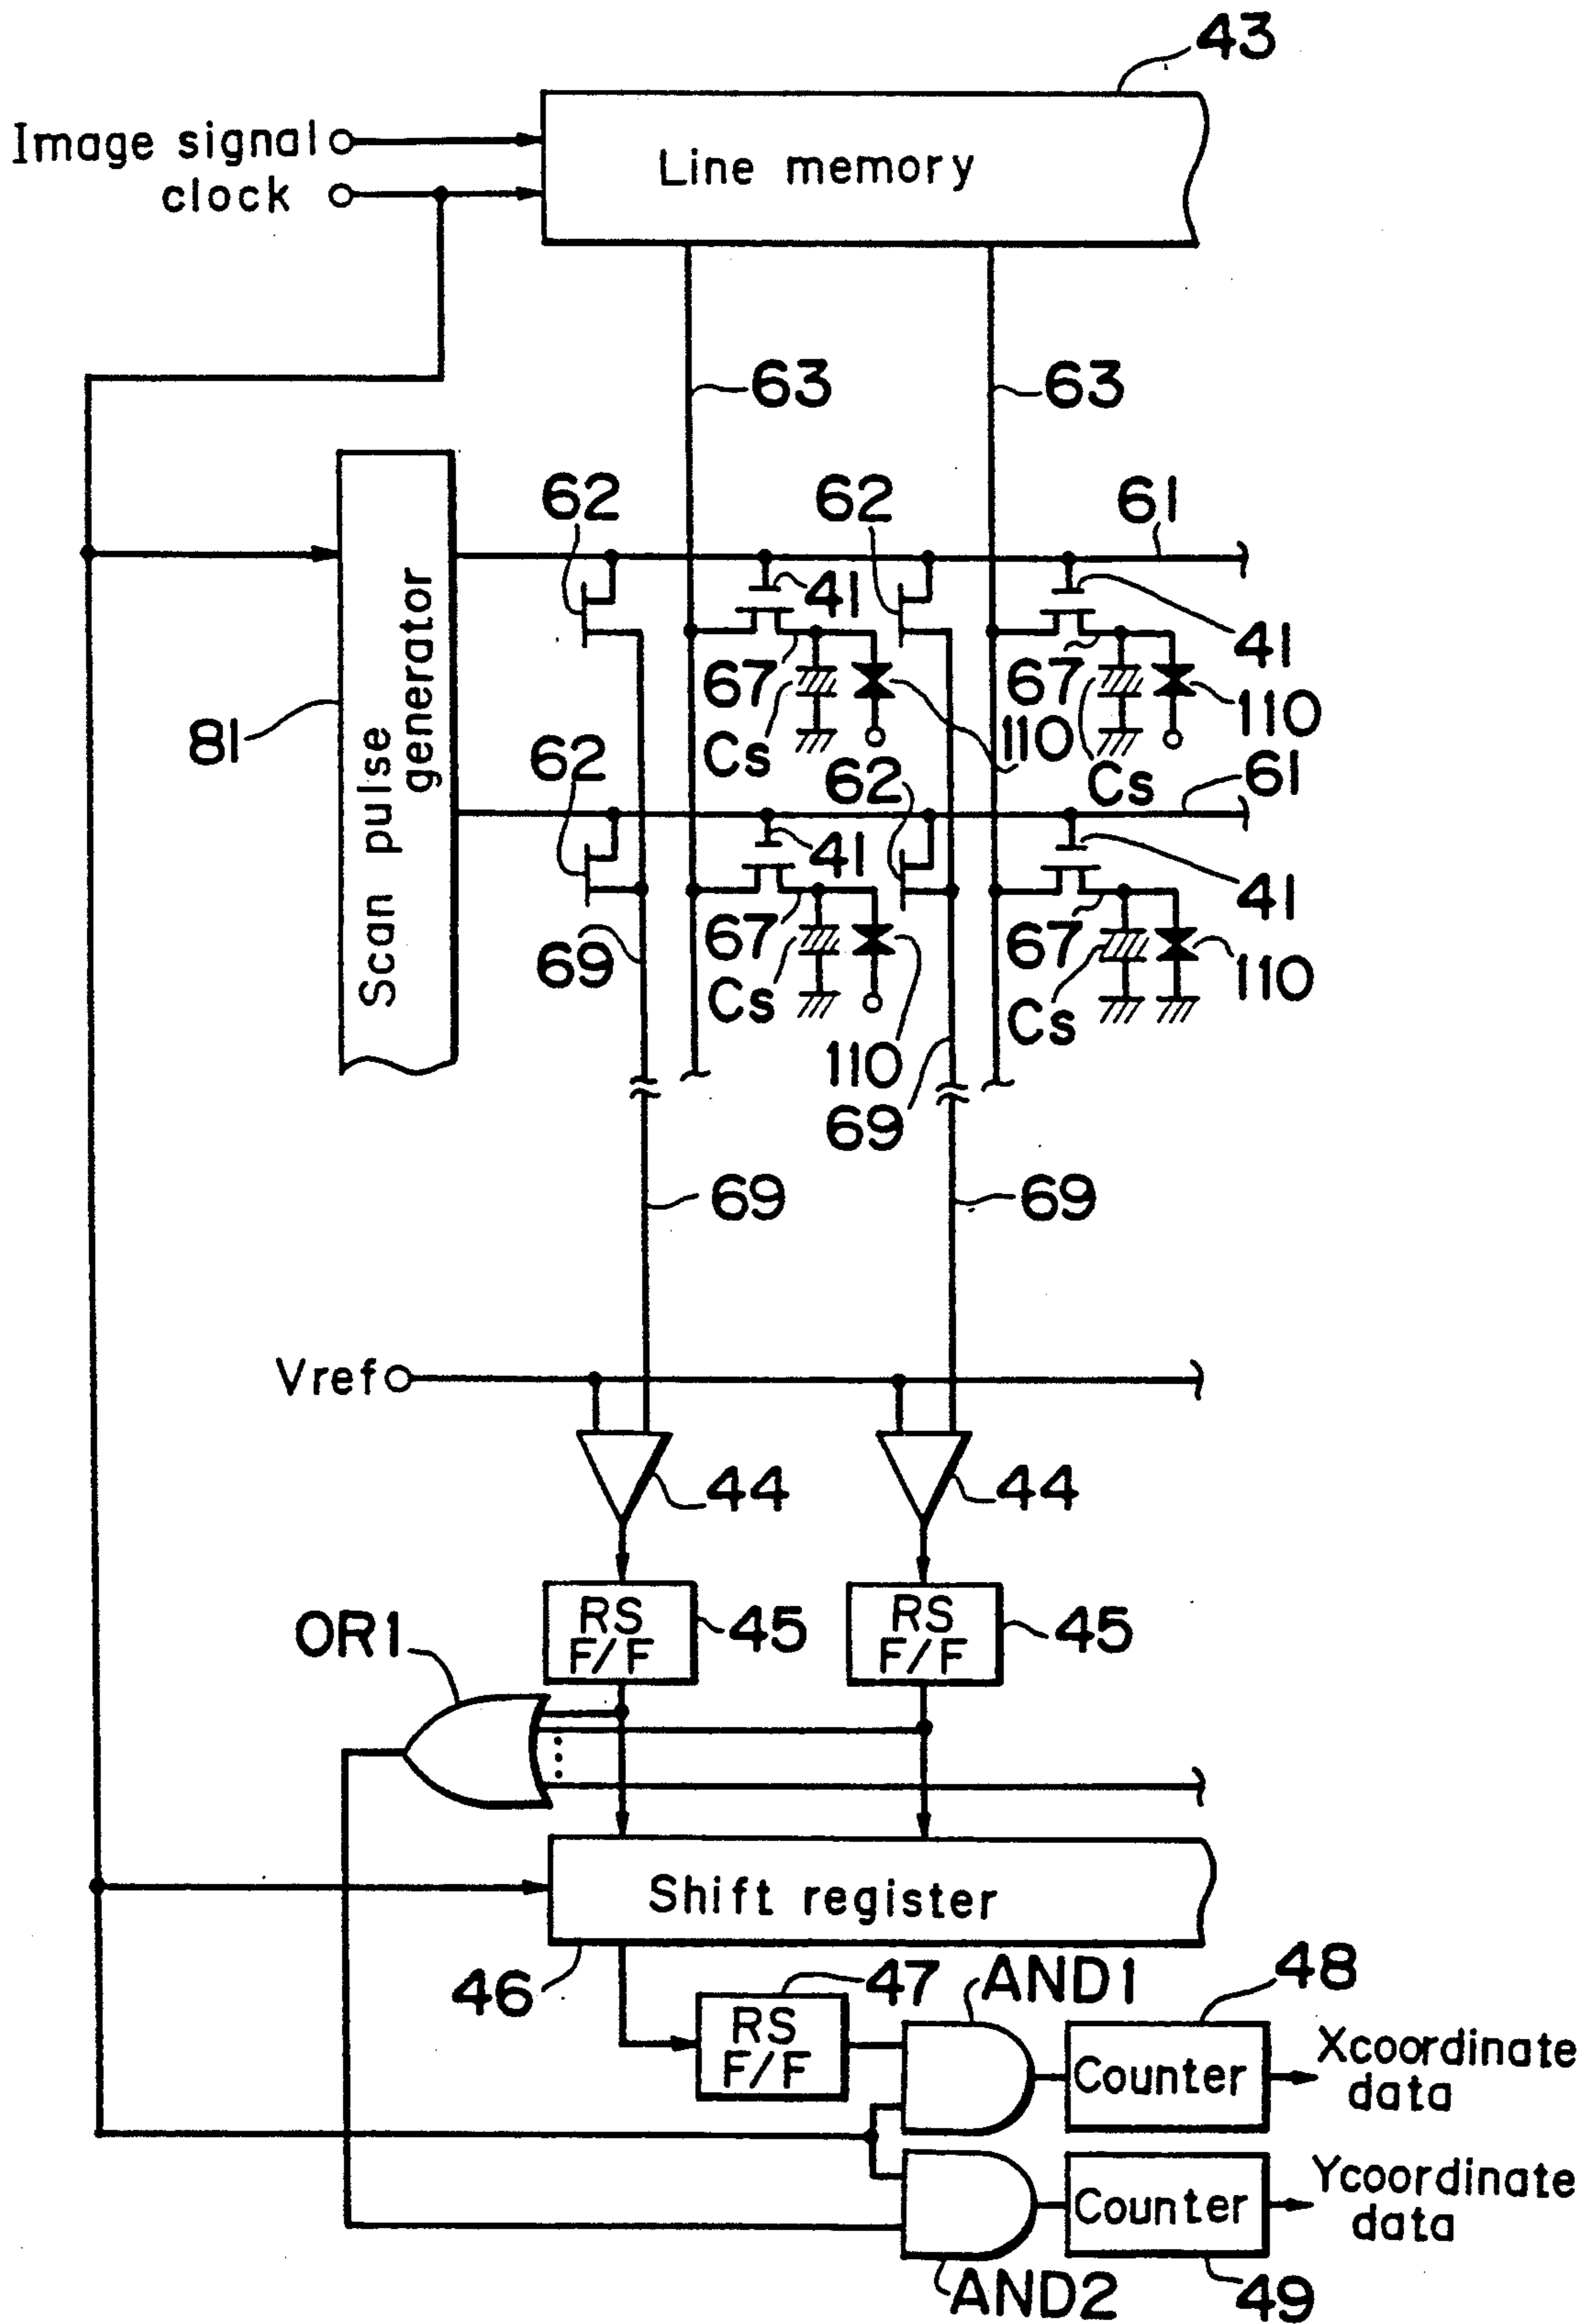 43
Image signal
clock
Line memory
63
63
62
62
61
41
41
67
Cs
110
67
Cs
110
81
Scan pulse
generator
62
62
61
41
41
67
Cs
110
67
Cs
110
69
69
69
69
Vref
44
44
RS
F/F
45
RS
F/F
45
OR1
Shift register
46
47
RS
F/F
AND1
48
Counter
Xcoordinate
data
Counter
Ycoordinate
data
AND2
49